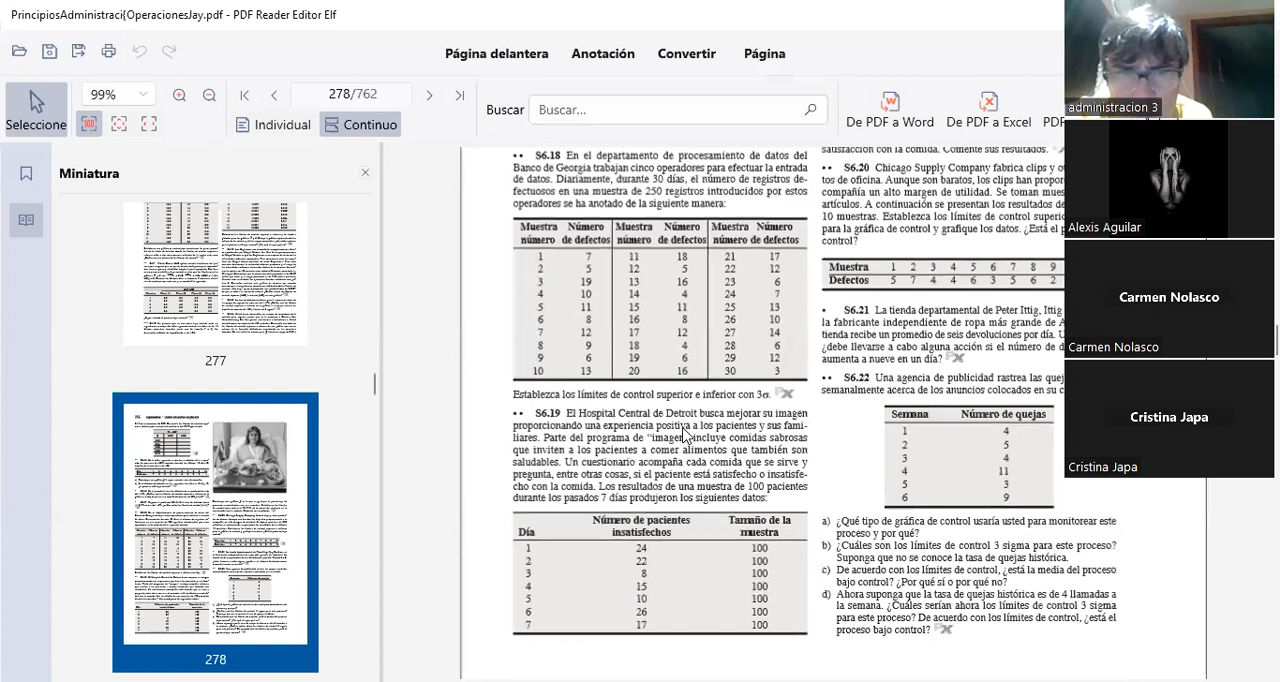 PrincipiosAdministraci{OperacionesJay.pdf - PDF Reader Editor Elf
Página delantera Anotación Convertir Página
99%
278/762
Seleccione
Individual Continuo
Buscar Buscar...
De PDF a Word De PDF a Excel PDF
Miniatura
277
278
•• S6.18 En el departamento de procesamiento de datos del
Banco de Georgia trabajan cinco operadores para efectuar la entrada
de datos. Diariamente, durante 30 días, el número de registros de-
fectuosos en una muestra de 250 registros introducidos por estos
operadores se ha anotado de la siguiente manera:
Muestra Número Muestra Número Muestra Número
número de defectos número de defectos número de defectos
1 7 11 18 21 17
2 5 12 5 22 12
3 19 13 16 23 6
4 10 14 4 24 7
5 11 15 11 25 13
6 8 16 8 26 10
7 12 17 12 27 14
8 9 18 4 28 6
9 6 19 6 29 12
10 13 20 16 30 3
Establezca los límites de control superior e inferior con 3σ. PX
•• S6.19 El Hospital Central de Detroit busca mejorar su imagen
proporcionando una experiencia positiva a los pacientes y sus fami-
liares. Parte del programa de “imagen” incluye comidas sabrosas
que inviten a los pacientes a comer alimentos que también son
saludables. Un cuestionario acompaña cada comida que se sirve y
pregunta, entre otras cosas, si el paciente está satisfecho o insatisfe-
cho con la comida. Los resultados de una muestra de 100 pacientes
durante los pasados 7 días produjeron los siguientes datos:
Número de pacientes Tamaño de la
Día insatisfechos muestra
1 24 100
2 22 100
3 8 100
4 15 100
5 10 100
6 26 100
7 17 100
satisfacción con la comida. Comente sus resultados.
•• S6.20 Chicago Supply Company fabrica clips y ot
tos de oficina. Aunque son baratos, los clips han propor
compañía un alto margen de utilidad. Se toman mues
artículos. A continuación se presentan los resultados de
10 muestras. Establezca los límites de control superio
para la gráfica de control y grafique los datos. ¿Está el p
control?
Muestra 1 2 3 4 5 6 7 8 9
Defectos 5 7 4 4 6 3 5 6 2
• S6.21 La tienda departamental de Peter Ittig, Ittig
la fabricante independiente de ropa más grande de A
tienda recibe un promedio de seis devoluciones por día. U
¿debe llevarse a cabo alguna acción si el número de d
aumenta a nueve en un día? PX
•• S6.22 Una agencia de publicidad rastrea las quej
semanalmente acerca de los anuncios colocados en su c
Semana Número de quejas
1 4
2 5
3 4
4 11
5 3
6 9
a) ¿Qué tipo de gráfica de control usaría usted para monitorear este
proceso y por qué?
b) ¿Cuáles son los límites de control 3 sigma para este proceso?
Suponga que no se conoce la tasa de quejas histórica.
c) De acuerdo con los límites de control, ¿está la media del proceso
bajo control? ¿Por qué sí o por qué no?
d) Ahora suponga que la tasa de quejas histórica es de 4 llamadas a
la semana. ¿Cuáles serían ahora los límites de control 3 sigma
para este proceso? De acuerdo con los límites de control, ¿está el
proceso bajo control? PX
administracion 3
Alexis Aguilar
Carmen Nolasco
Carmen Nolasco
Cristina Japa
Cristina Japa